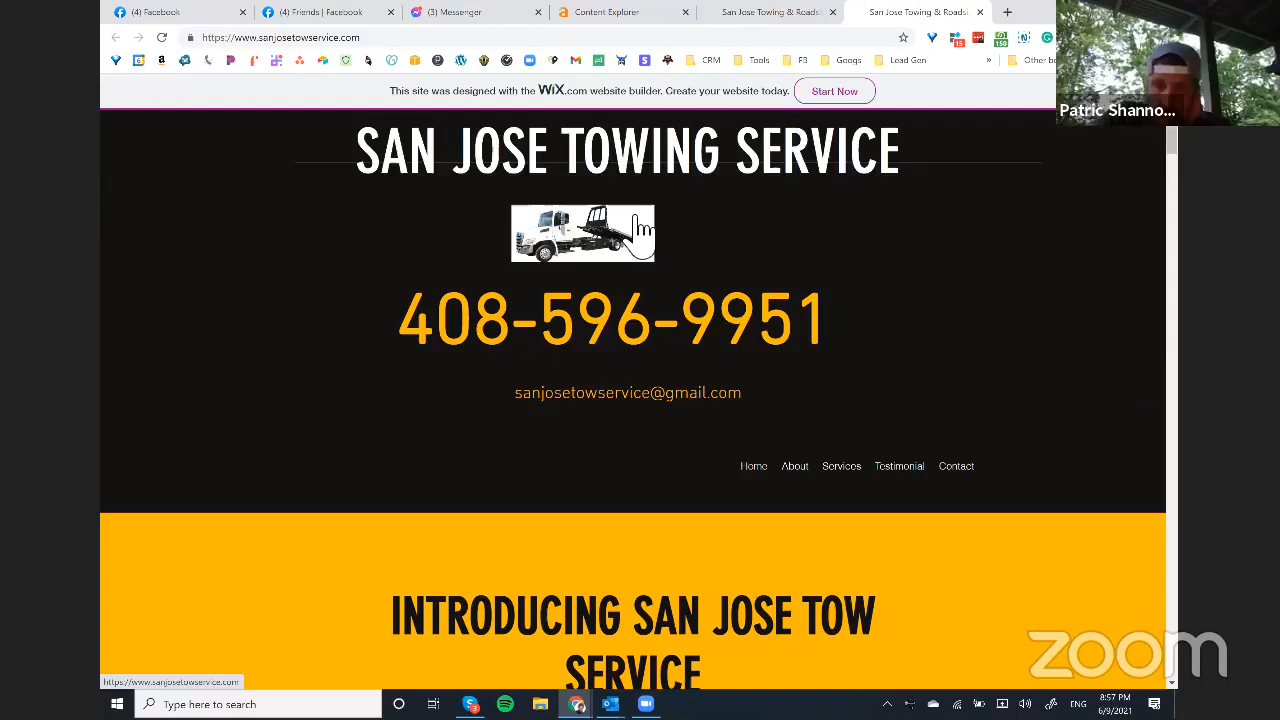 (4) Facebook
(4) Friends | Facebook
(3) Messenger
Content Explorer
San Jose Towing & Roadsi
San Jose Towing & Roadsi
https://www.sanjosetowservice.com
15
150
CRM
Tools
FB
Googs
Lead Gen
»
Other bo
This site was designed with the WiX.com website builder. Create your website today.
Start Now
Patric Shanno...
SAN JOSE TOWING SERVICE
408-596-9951
sanjosetowservice@gmail.com
Home About Services Testimonial Contact
INTRODUCING SAN JOSE TOW
SERVICE
zoom
https://www.sanjosetowservice.com
Type here to search
ENG
8:57 PM
6/9/2021